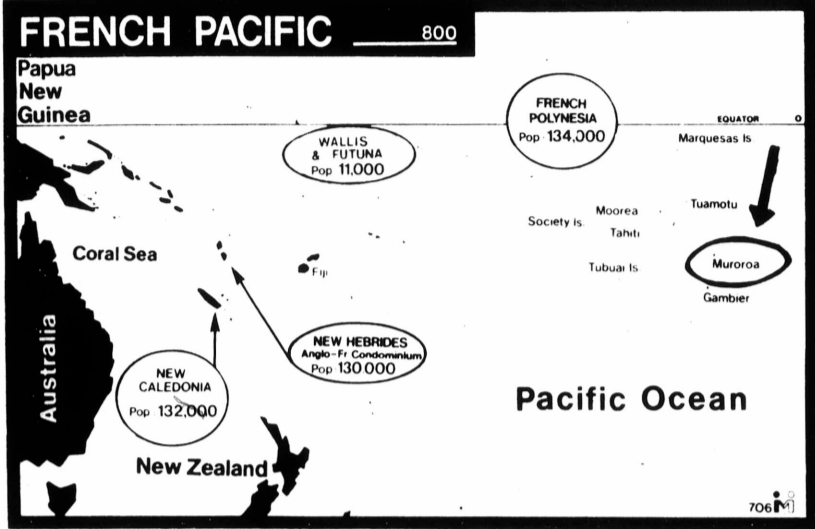 FRENCH PACIFIC 800
Papua
New
Guinea
FRENCH
POLYNESIA
Pop 134,000
EQUATOR 0
WALLIS
& FUTUNA
Pop 11,000
Marquesas Is
Tuamotu
Moorea
Society Is.
Tahiti
Coral Sea
Fiji
Tubuai Is
Muroroa
Gambier
NEW HEBRIDES
Anglo-Fr Condominium
Pop 130 000
Australia
NEW
CALEDONIA
Pop 132,000
Pacific Ocean
New Zealand
706